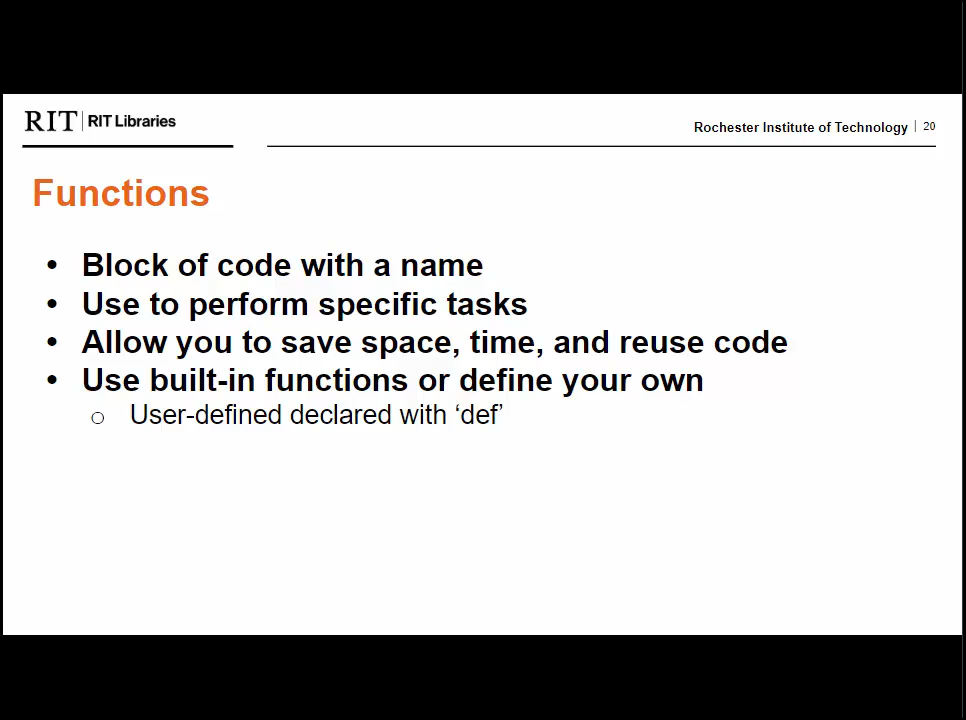 RIT | RIT Libraries
Rochester Institute of Technology | 20
Functions
• Block of code with a name
• Use to perform specific tasks
• Allow you to save space, time, and reuse code
• Use built-in functions or define your own
○ User-defined declared with ‘def’